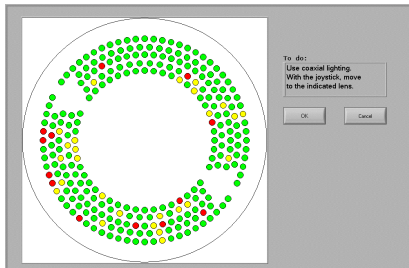 To do:
Use coaxial lighting.
With the joystick, move
to the indicated lens.
OK
Cancel